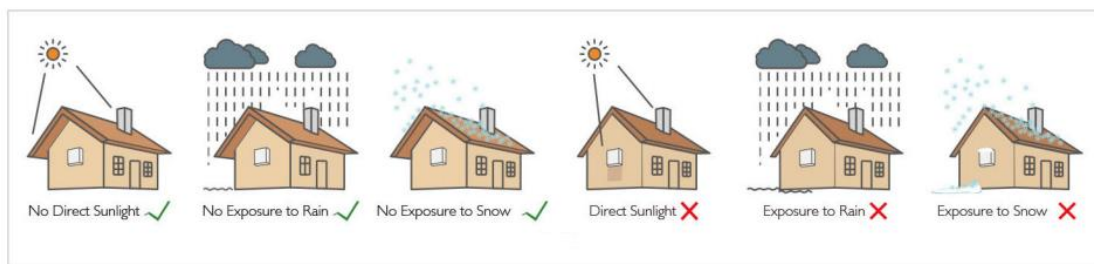 No Direct Sunlight
No Exposure to Rain
No Exposure to Snow
Direct Sunlight
Exposure to Rain
Exposure to Snow